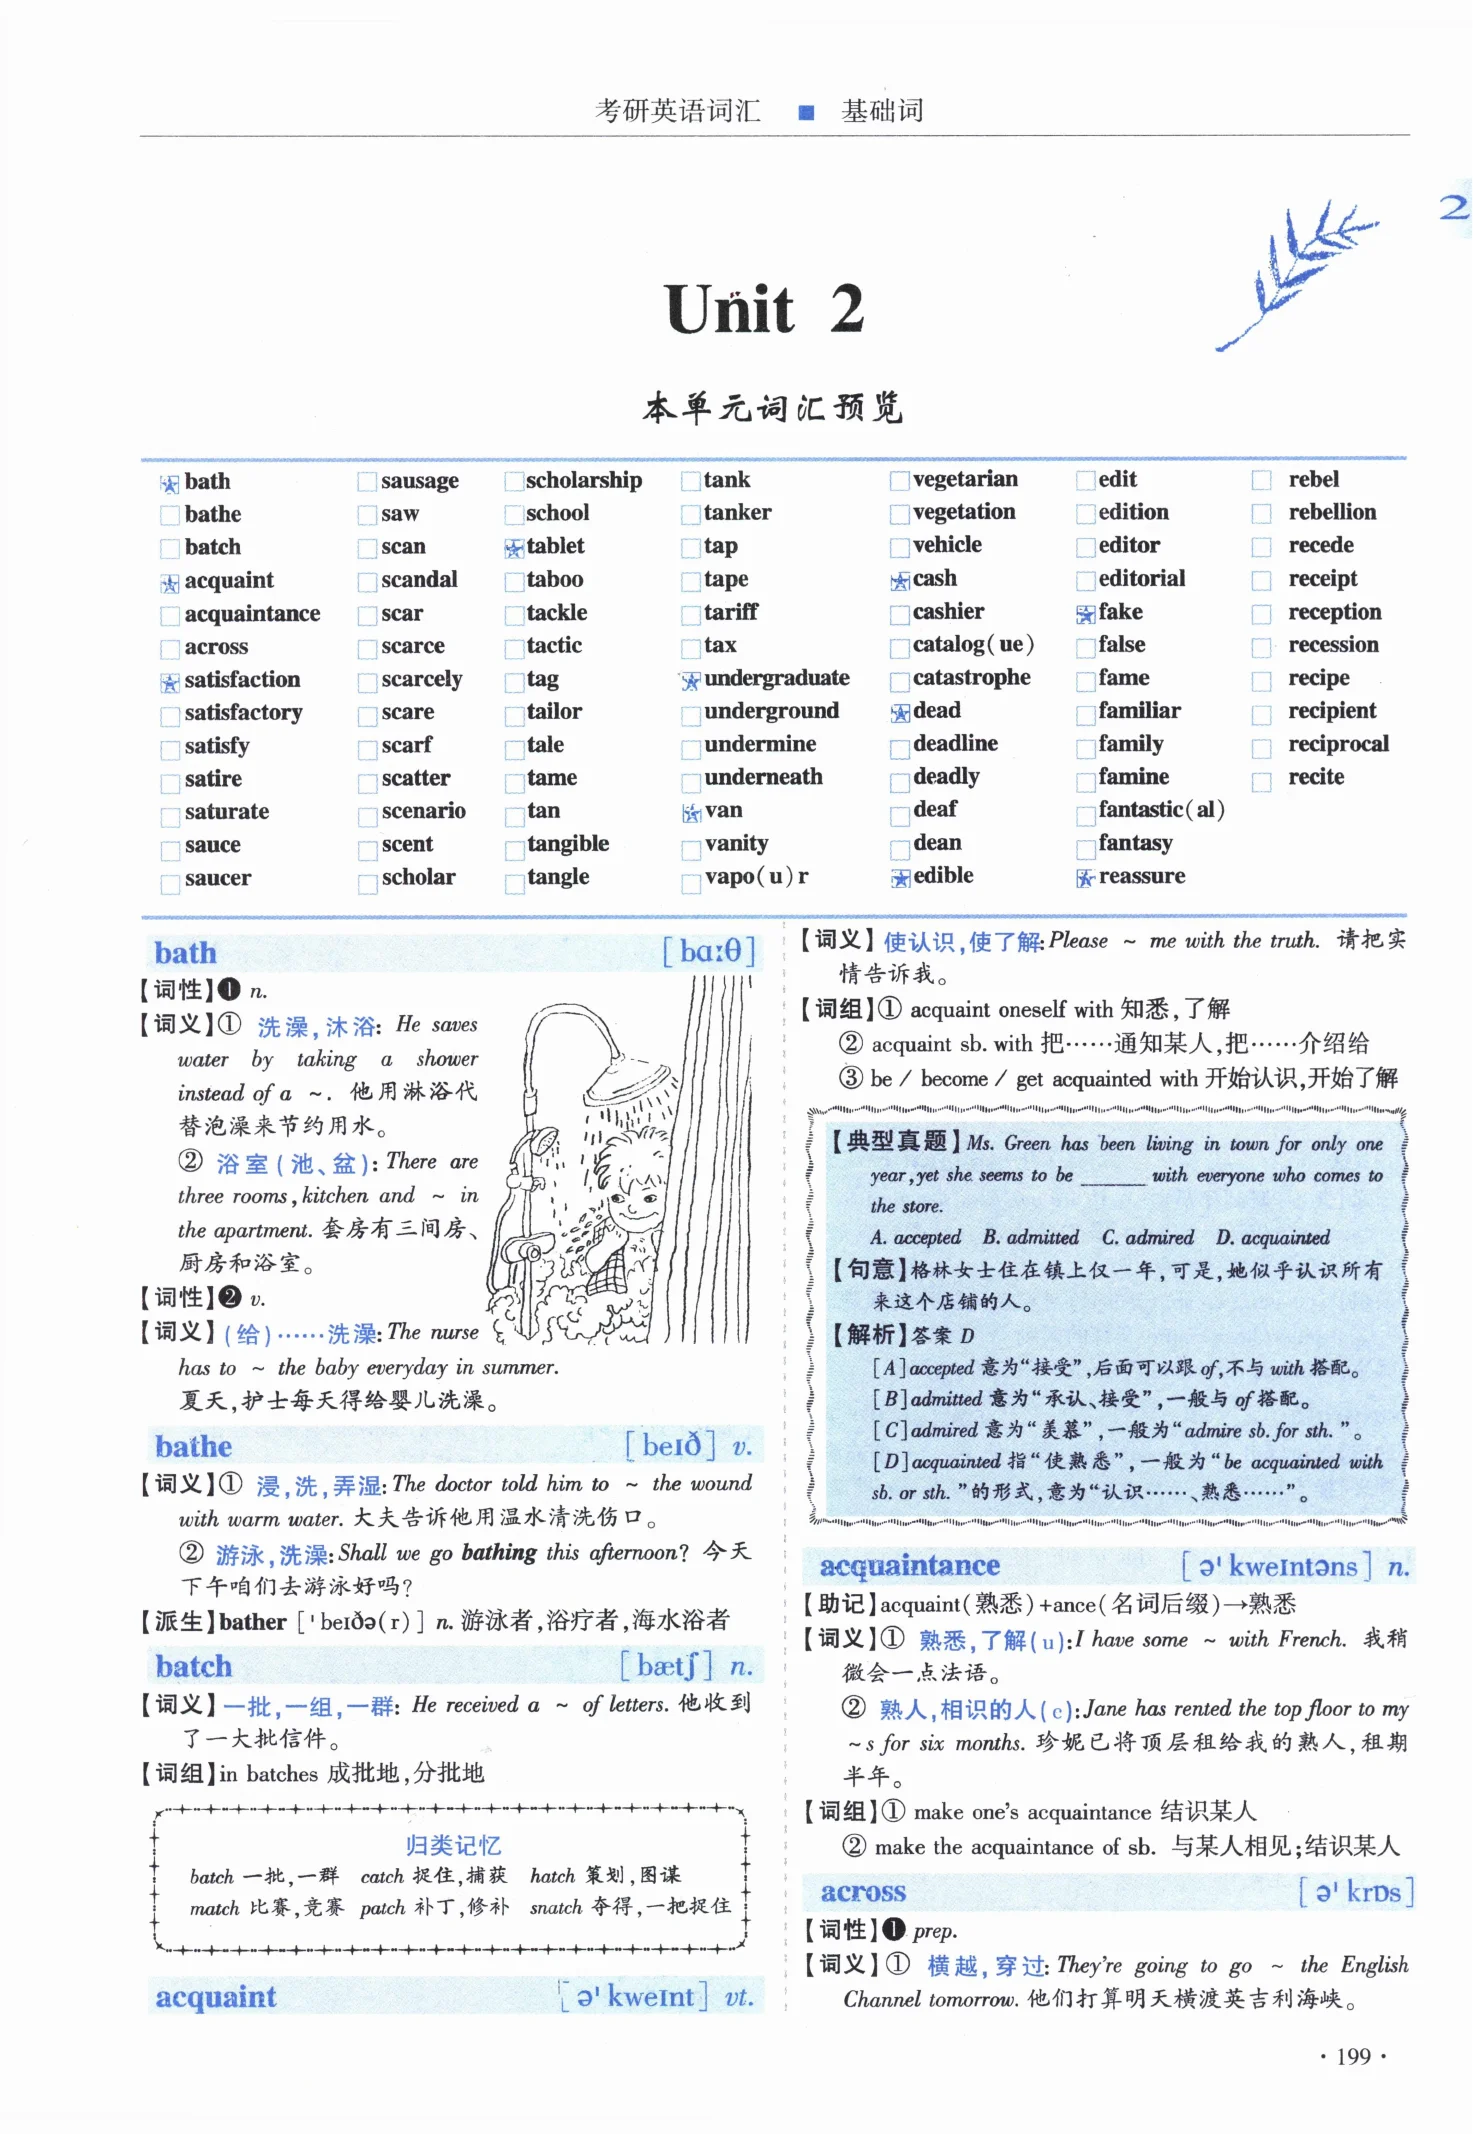 考研英语词汇 ■ 基础词
2
Unit 2
本单元词汇预览
bath sausage scholarship tank vegetarian edit rebel
bathe saw school tanker vegetation edition rebellion
batch scan tablet tap vehicle editor recede
acquaint scandal taboo tape cash editorial receipt
acquaintance scar tackle tariff cashier fake reception
across scarce tactic tax catalog(ue) false recession
satisfaction scarcely tag undergraduate catastrophe fame recipe
satisfactory scare tailor underground dead familiar recipient
satisfy scarf tale undermine deadline family reciprocal
satire scatter tame underneath deadly famine recite
saturate scenario tan van deaf fantastic(al)
sauce scent tangible vanity dean fantasy
saucer scholar tangle vapo(u)r edible reassure
bath [bɑːθ]
【词性】❶ n.
【词义】① 洗澡,沐浴: He saves
water by taking a shower
instead of a ~. 他用淋浴代
替泡澡来节约用水。
② 浴室(池、盆): There are
three rooms, kitchen and ~ in
the apartment. 套房有三间房、
厨房和浴室。
【词性】❷ v.
【词义】(给)……洗澡: The nurse
has to ~ the baby everyday in summer.
夏天,护士每天得给婴儿洗澡。
bathe [beɪð] v.
【词义】① 浸,洗,弄湿: The doctor told him to ~ the wound
with warm water. 大夫告诉他用温水清洗伤口。
② 游泳,洗澡: Shall we go bathing this afternoon? 今天
下午咱们去游泳好吗?
【派生】bather [ˈbeɪðə(r)] n. 游泳者,浴疗者,海水浴者
batch [bætʃ] n.
【词义】一批,一组,一群: He received a ~ of letters. 他收到
了一大批信件。
【词组】in batches 成批地,分批地
归类记忆
batch 一批,一群 catch 捉住,捕获 hatch 策划,图谋
match 比赛,竞赛 patch 补丁,修补 snatch 夺得,一把捉住
acquaint [əˈkweɪnt] vt.
【词义】使认识,使了解: Please ~ me with the truth. 请把实
情告诉我。
【词组】① acquaint oneself with 知悉,了解
② acquaint sb. with 把……通知某人,把……介绍给
③ be / become / get acquainted with 开始认识,开始了解
【典型真题】Ms. Green has been living in town for only one
year, yet she seems to be ______ with everyone who comes to
the store.
A. accepted B. admitted C. admired D. acquainted
【句意】格林女士住在镇上仅一年,可是,她似乎认识所有
来这个店铺的人。
【解析】答案 D
[A] accepted 意为“接受”,后面可以跟 of,不与 with 搭配。
[B] admitted 意为“承认、接受”,一般与 of 搭配。
[C] admired 意为“羡慕”,一般为“admire sb. for sth.”。
[D] acquainted 指“使熟悉”,一般为“be acquainted with
sb. or sth.”的形式,意为“认识……、熟悉……”。
acquaintance [əˈkweɪntəns] n.
【助记】acquaint(熟悉)+ance(名词后缀)→熟悉
【词义】① 熟悉,了解(u): I have some ~ with French. 我稍
微会一点法语。
② 熟人,相识的人(c): Jane has rented the top floor to my
~s for six months. 珍妮已将顶层租给我的熟人,租期
半年。
【词组】① make one's acquaintance 结识某人
② make the acquaintance of sb. 与某人相见;结识某人
across [əˈkrɒs]
【词性】❶ prep.
【词义】① 横越,穿过: They're going to go ~ the English
Channel tomorrow. 他们打算明天横渡英吉利海峡。
· 199 ·